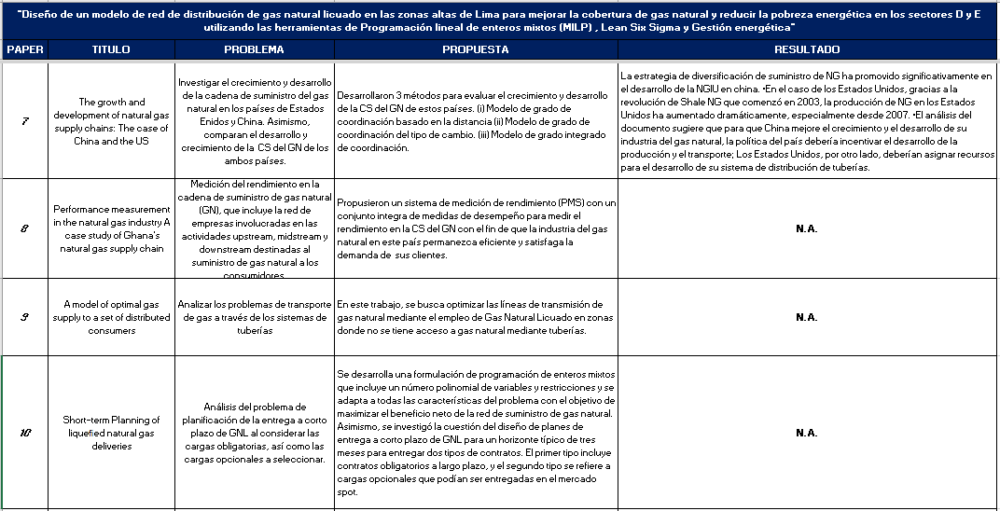 "Diseño de un modelo de red de distribución de gas natural licuado en las zonas altas de Lima para mejorar la cobertura de gas natural y reducir la pobreza energética en los sectores D y E
utilizando las herramientas de Programación lineal de enteros mixtos (MILP) , Lean Six Sigma y Gestión energética"
PAPER TITULO PROBLEMA PROPUESTA RESULTADO
7
The growth and
development of natural gas
supply chains: The case of
China and the US
Investigar el crecimiento y desarrollo
de la cadena de suministro del gas
natural en los países de Estados
Enidos y China. Asimismo,
comparan el desarrollo y
crecimiento de la CS del GN de los
ambos países.
Desarrollaron 3 métodos para evaluar el crecimiento y desarrollo
de la CS del GN de estos países. (i) Modelo de grado de
coordinación basado en la distancia (ii) Modelo de grado de
coordinación del tipo de cambio. (iii) Modelo de grado integrado
de coordinación.
La estrategia de diversificación de suministro de NG ha promovido significativamente en
el desarrollo de la NGIU en china. •En el caso de los Estados Unidos, gracias a la
revolución de Shale NG que comenzó en 2003, la producción de NG en los Estados
Unidos ha aumentado dramáticamente, especialmente desde 2007. •El análisis del
documento sugiere que para que China mejore el crecimiento y el desarrollo de su
industria del gas natural, la política del país debería incentivar el desarrollo de la
producción y el transporte; Los Estados Unidos, por otro lado, deberían asignar recursos
para el desarrollo de su sistema de distribución de tuberías.
8
Performance measurement
in the natural gas industry A
case study of Ghana's
natural gas supply chain
Medición del rendimiento en la
cadena de suministro de gas natural
(GN), que incluye la red de
empresas involucradas en las
actividades upstream, midstream y
downstream destinadas al
suministro de gas natural a los
consumidores
Propusieron un sistema de medición de rendimiento (PMS) con un
conjunto integra de medidas de desempeño para medir el
rendimiento en la CS del GN con el fin de que la industria del gas
natural en este país permanezca eficiente y satisfaga la
demanda de sus clientes.
N.A.
9
A model of optimal gas
supply to a set of distributed
consumers
Analizar los problemas de transporte
de gas a través de los sistemas de
tuberías
En este trabajo, se busca optimizar las líneas de transmisión de
gas natural mediante el empleo de Gas Natural Licuado en zonas
donde no se tiene acceso a gas natural mediante tuberías.
N.A.
10
Short-term Planning of
liquefied natural gas
deliveries
Análisis del problema de
planificación de la entrega a corto
plazo de GNL al considerar las
cargas obligatorias, así como las
cargas opcionales a seleccionar.
Se desarrolla una formulación de programación de enteros mixtos
que incluye un número polinomial de variables y restricciones y se
adapta a todas las características del problema con el objetivo de
maximizar el beneficio neto de la red de suministro de gas natural.
Asimismo, se investigó la cuestión del diseño de planes de
entrega a corto plazo de GNL para un horizonte típico de tres
meses para entregar dos tipos de contratos. El primer tipo incluye
contratos obligatorios a largo plazo, y el segundo tipo se refiere a
cargas opcionales que podían ser entregadas en el mercado
spot.
N.A.